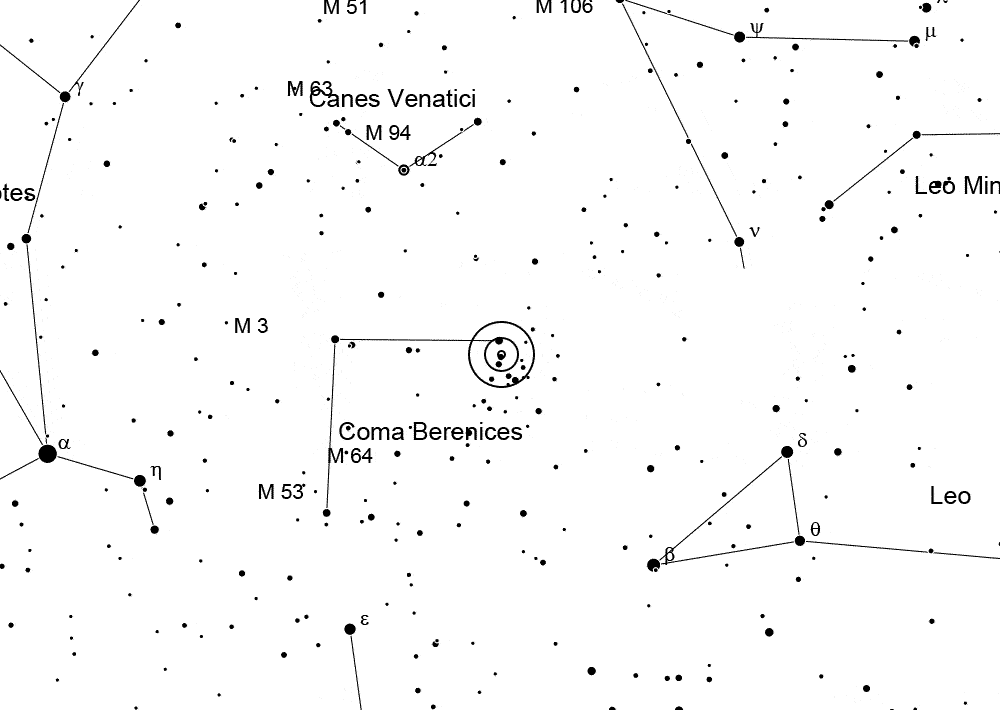 M 51
M 106
ψ
μ
γ
M 63
Canes Venatici
M 94
α2
otes
Leo Min
ν
M 3
α
Coma Berenices
δ
M 64
η
M 53
Leo
θ
β
ε